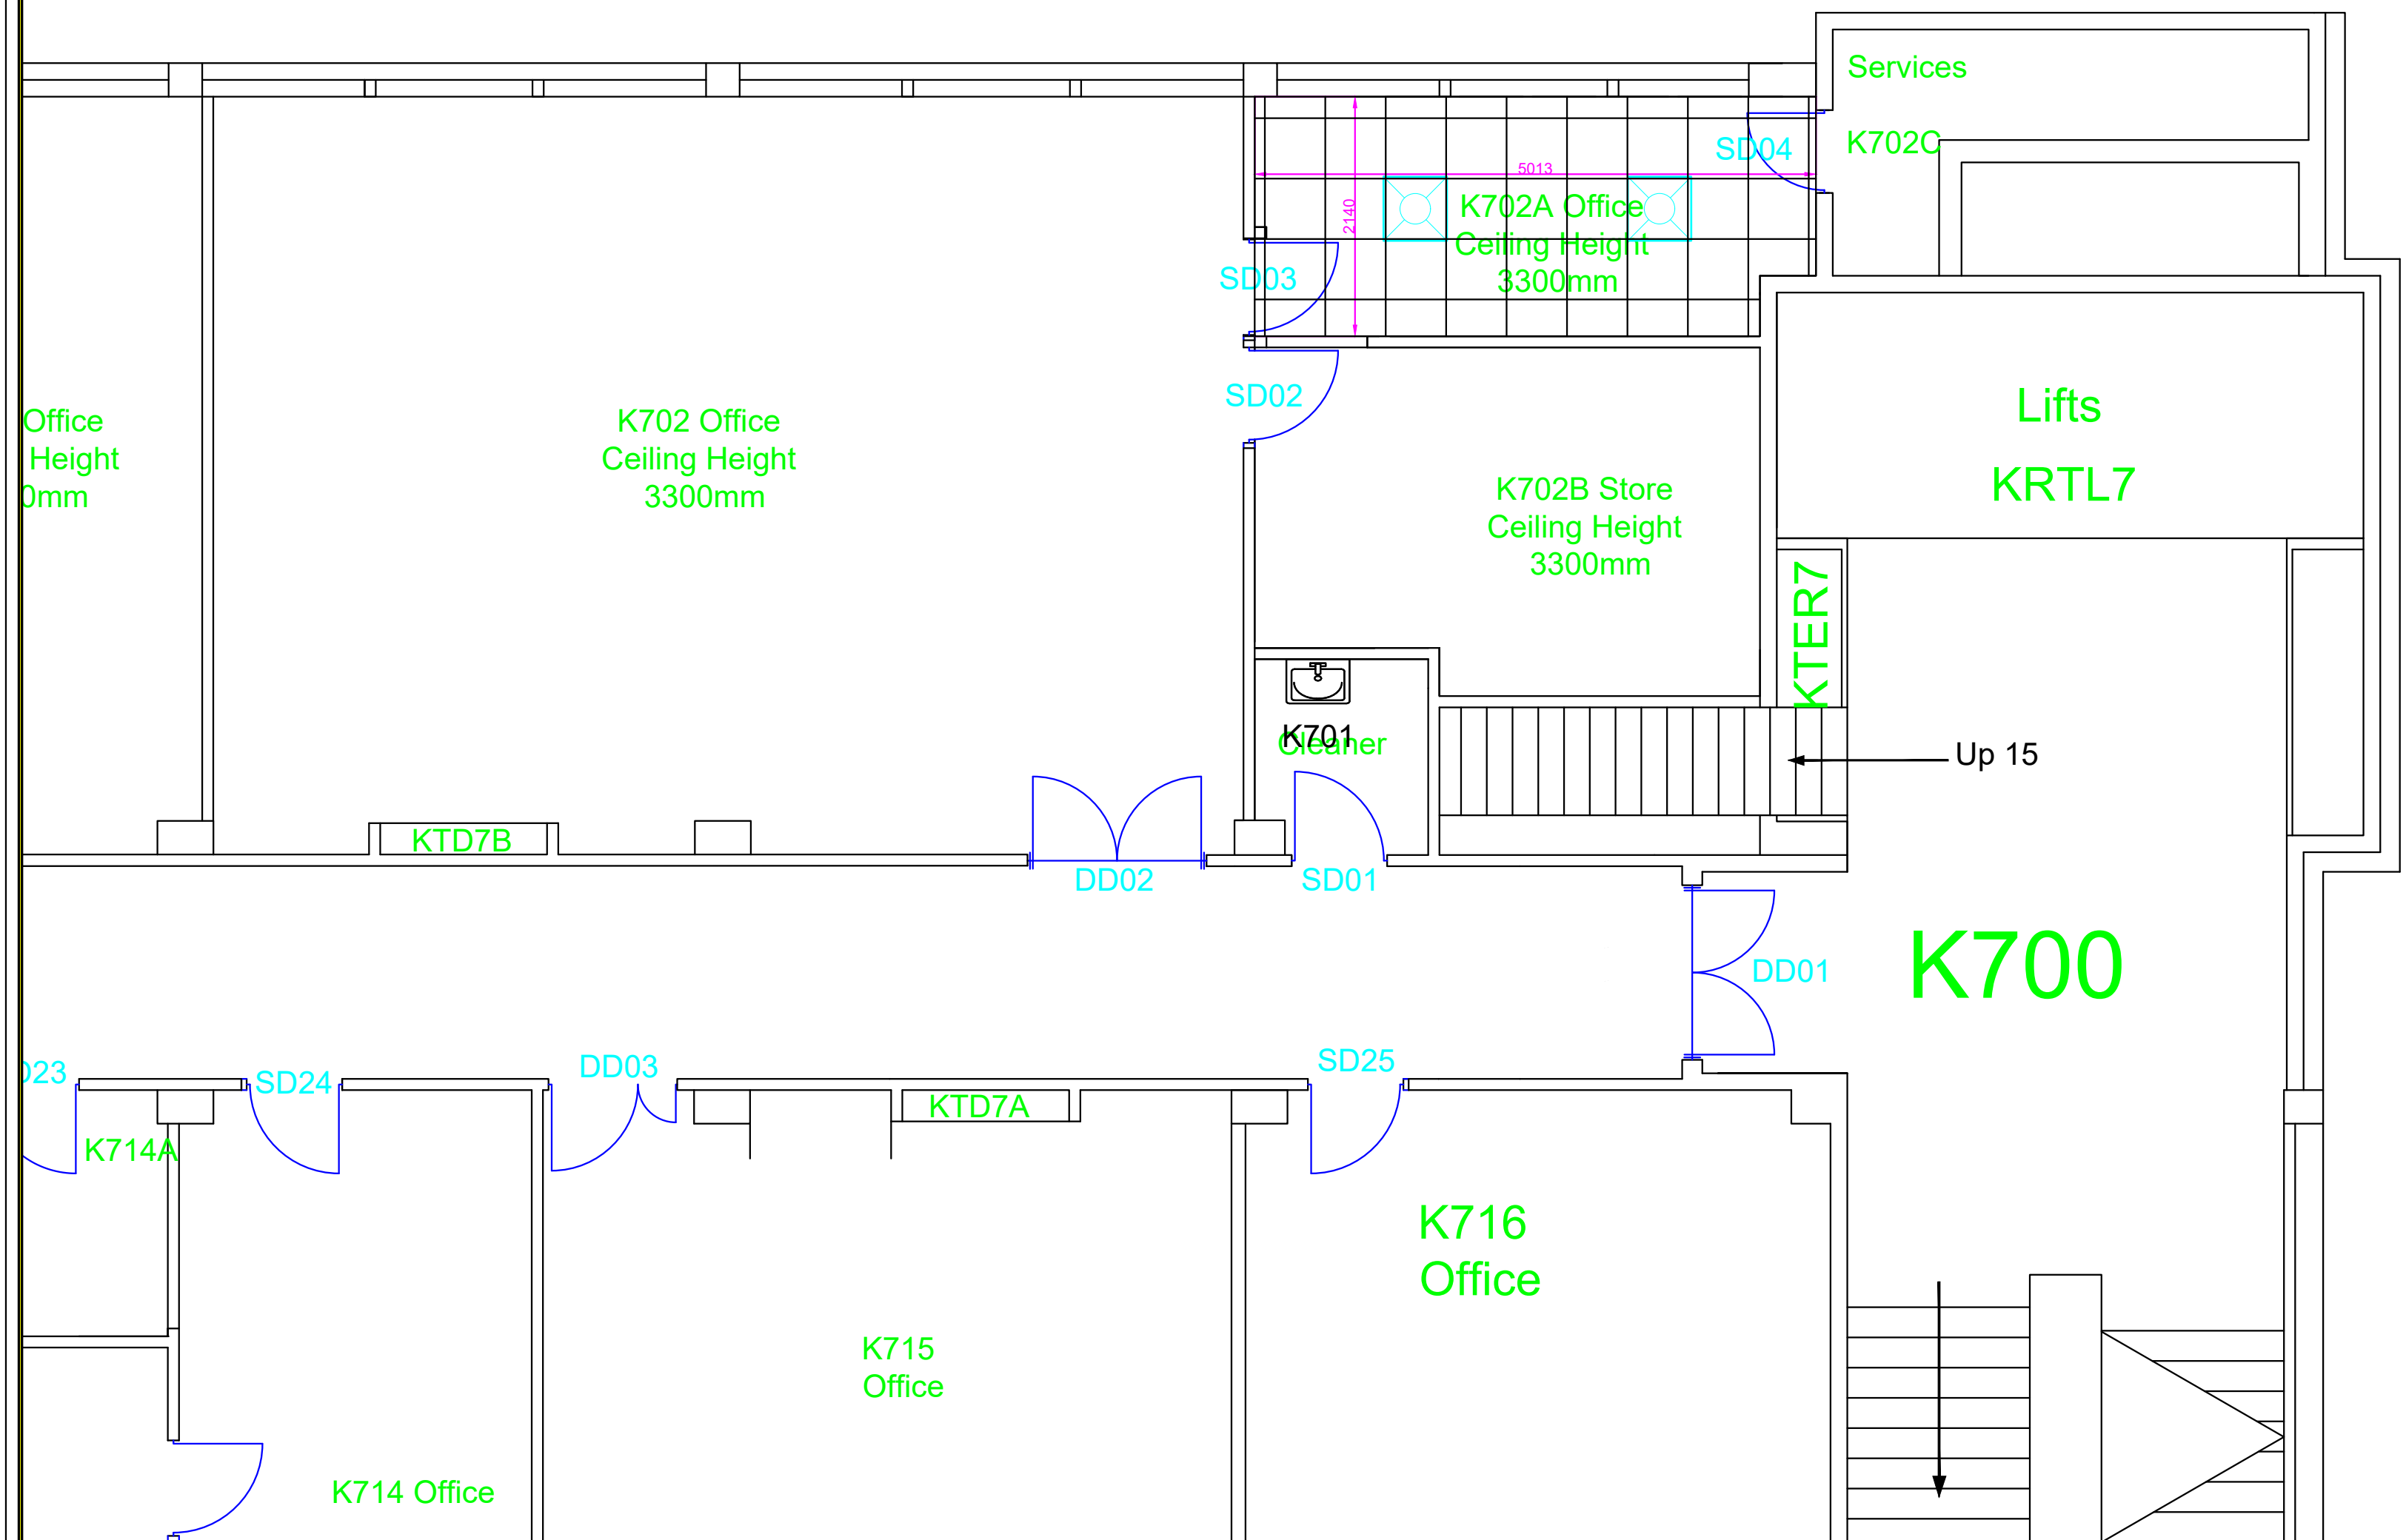 Services
K702C
SD04
5013
2140
K702A Office
Ceiling Height
3300mm
SD03
SD02
Office
Height
0mm
K702 Office
Ceiling Height
3300mm
K702B Store
Ceiling Height
3300mm
Lifts
KRTL7
KTER7
K701
Cleaner
Up 15
KTD7B
DD02
SD01
DD01
K700
D23
SD24
DD03
SD25
KTD7A
K714A
K716
Office
K715
Office
K714 Office